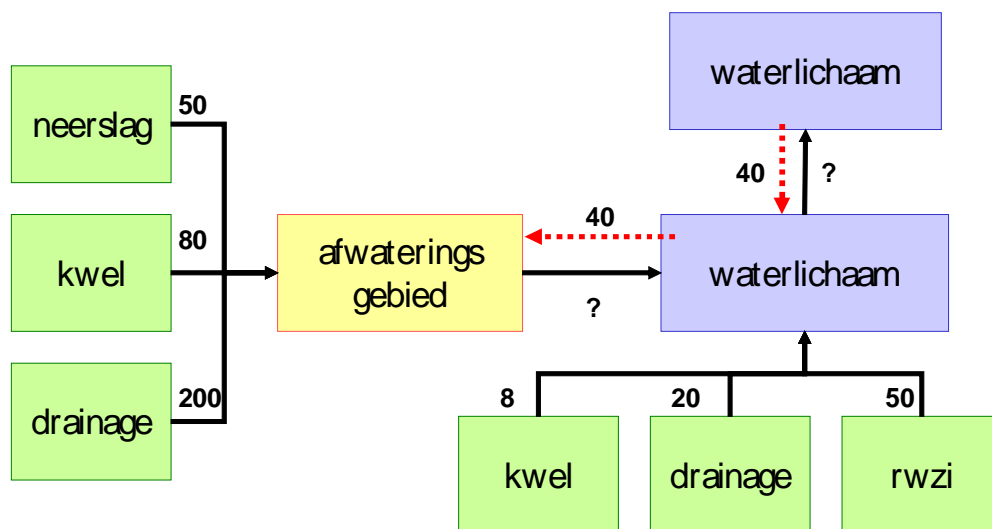 waterlichaam
50
neerslag
40
?
80
40
kwel
afwaterings
gebied
waterlichaam
?
200
drainage
8
20
50
kwel
drainage
rwzi